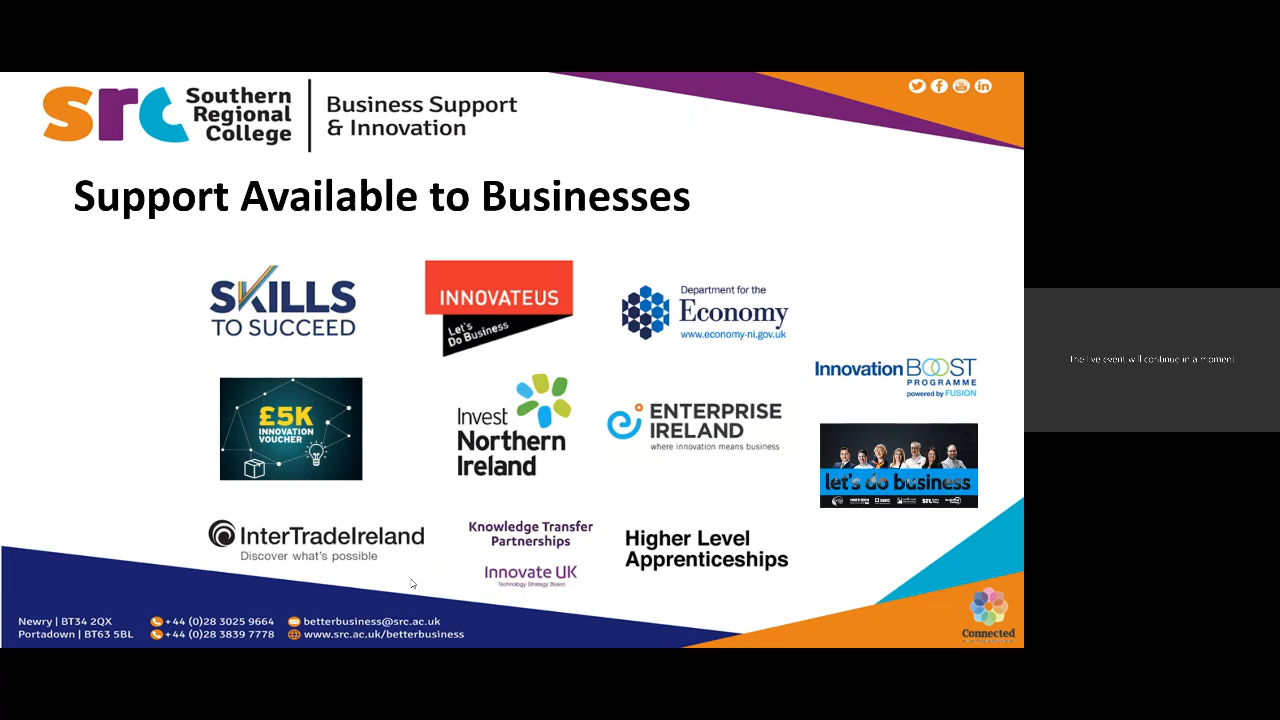 src Southern
Regional
College
Business Support
& Innovation
Support Available to Businesses
SKILLS
TO SUCCEED
INNOVATEUS
Let's
Do Business
Department for the
Economy
www.economy-ni.gov.uk
The live event will continue in a moment
InnovationBOOST
PROGRAMME
powered by FUSION
£5K
INNOVATION
VOUCHER
Invest
Northern
Ireland
ENTERPRISE
IRELAND
where innovation means business
let's do business
InterTradeIreland
Discover what's possible
Knowledge Transfer
Partnerships
Innovate UK
Technology Strategy Board
Higher Level
Apprenticeships
Newry | BT34 2QX
Portadown | BT63 5BL
+44 (0)28 3025 9664
+44 (0)28 3839 7778
betterbusiness@src.ac.uk
www.src.ac.uk/betterbusiness
Connected